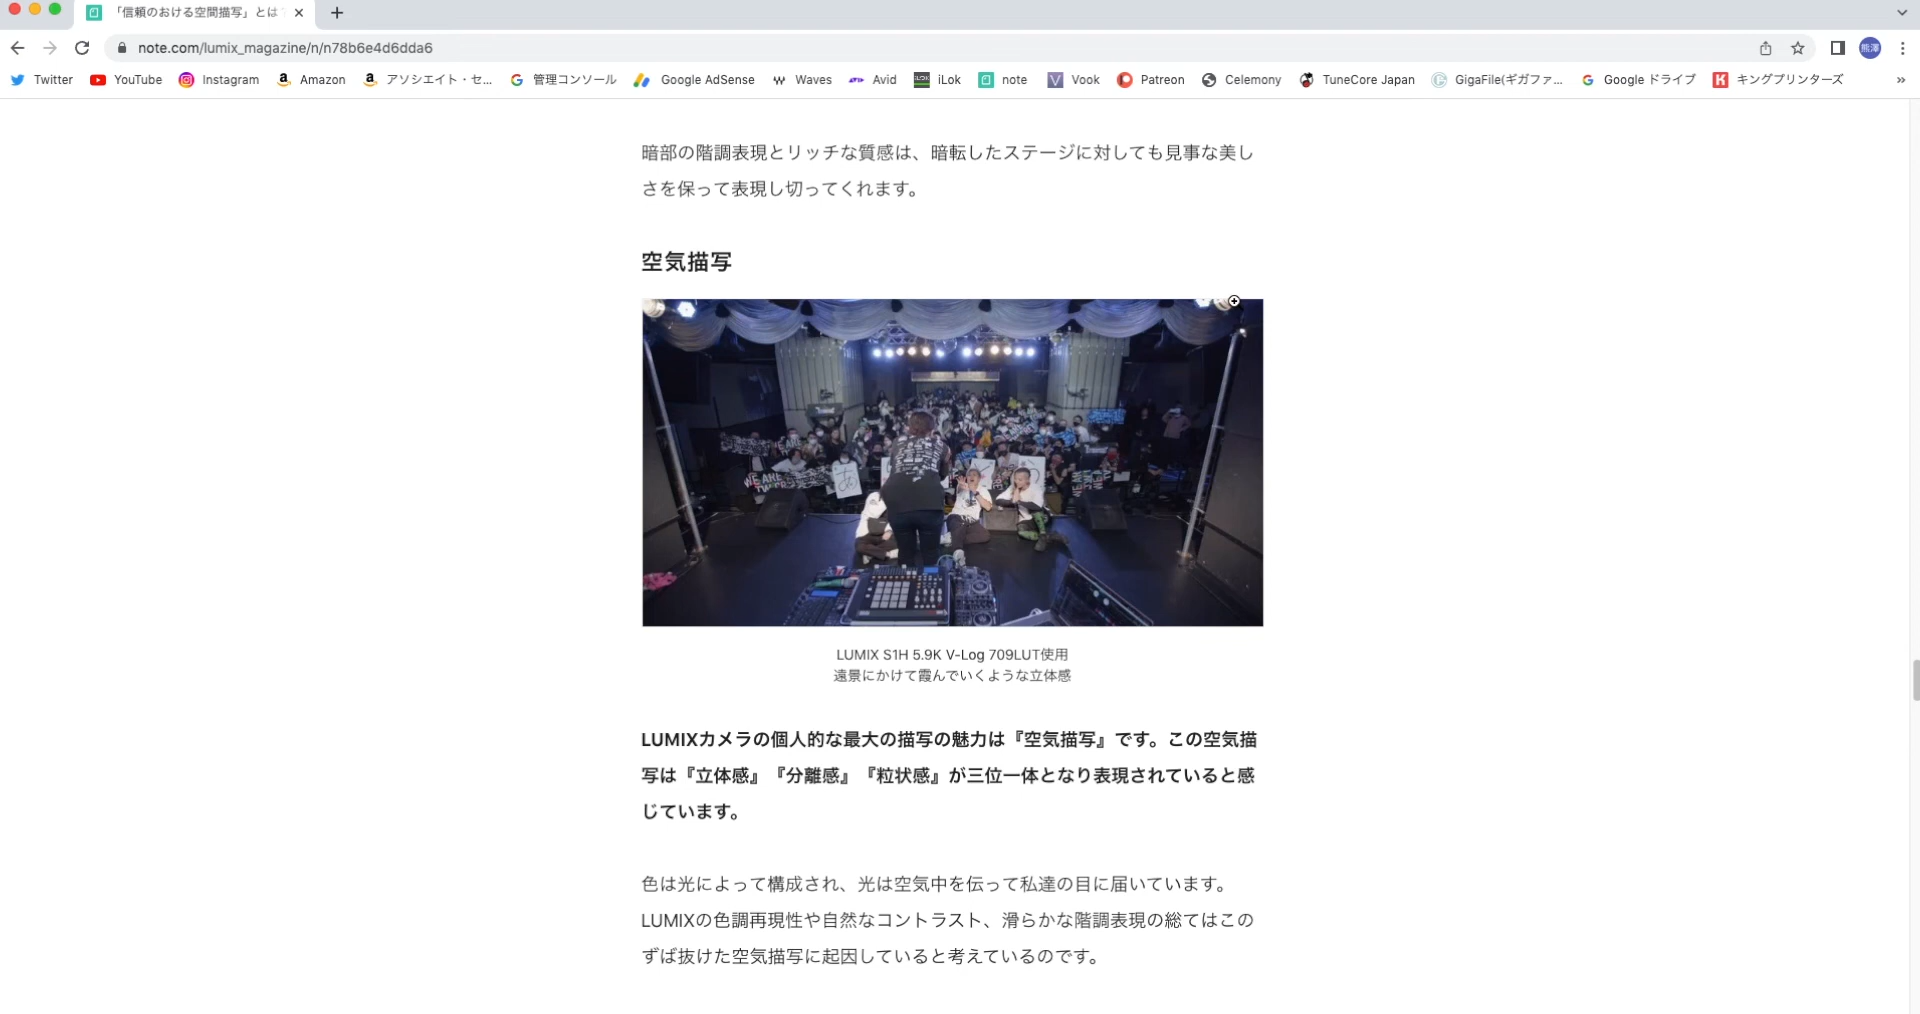 「信頼のおける空間描写」とは
note.com/lumix_magazine/n/n78b6e4d6dda6
熊澤
Twitter YouTube Instagram Amazon アソシエイト・セ... 管理コンソール Google AdSense Waves Avid iLok note Vook Patreon Celemony TuneCore Japan GigaFile(ギガファ... Google ドライブ キングプリンターズ »
暗部の階調表現とリッチな質感は、暗転したステージに対しても見事な美し
さを保って表現し切ってくれます。
空気描写
WE ARE
あ
LUMIX S1H 5.9K V-Log 709LUT使用
遠景にかけて霞んでいくような立体感
LUMIXカメラの個人的な最大の描写の魅力は『空気描写』です。この空気描
写は『立体感』『分離感』『粒状感』が三位一体となり表現されていると感
じています。
色は光によって構成され、光は空気中を伝って私達の目に届いています。
LUMIXの色調再現性や自然なコントラスト、滑らかな階調表現の総てはこの
ずば抜けた空気描写に起因していると考えているのです。